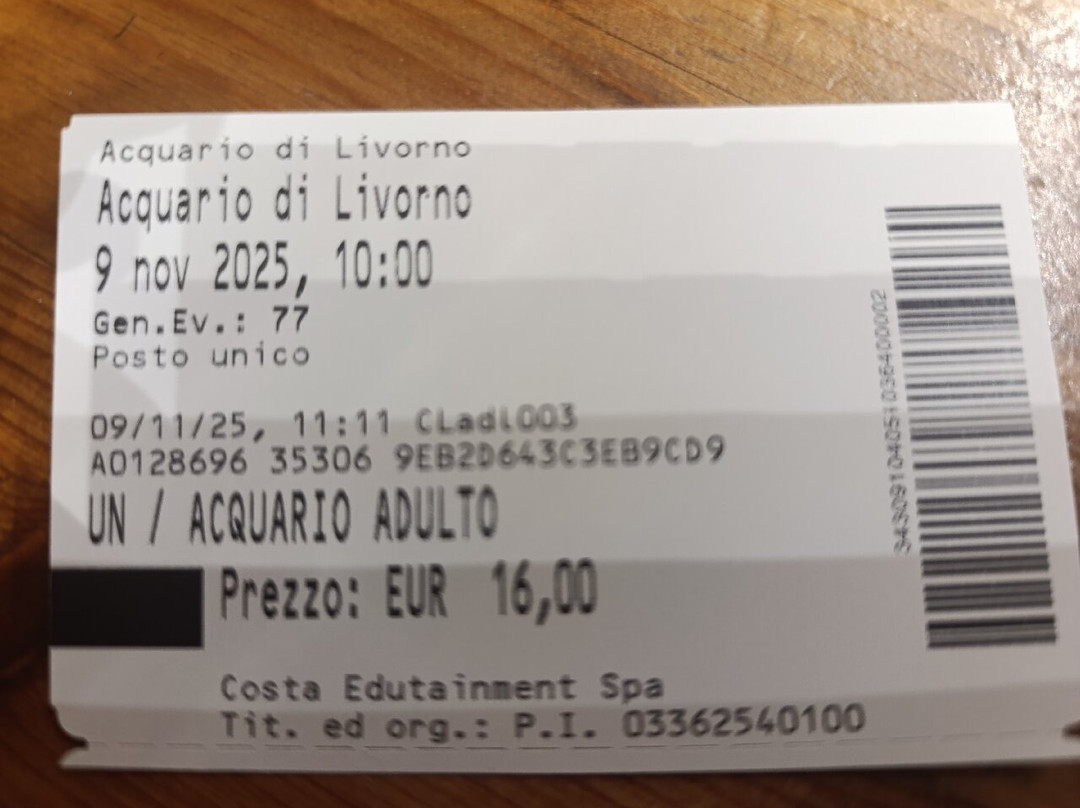 Acquario di Livorno
Acquario di Livorno
9 nov 2025, 10:00
Gen.Ev.: 77
Posto unico
09/11/25, 11:11 CLadl003
A0128696 35306 9EB2D643C3EB9CD9
UN / ACQUARIO ADULTO
Prezzo: EUR 16,00
Costa Edutainment Spa
Tit. ed org.: P.I. 03362540100